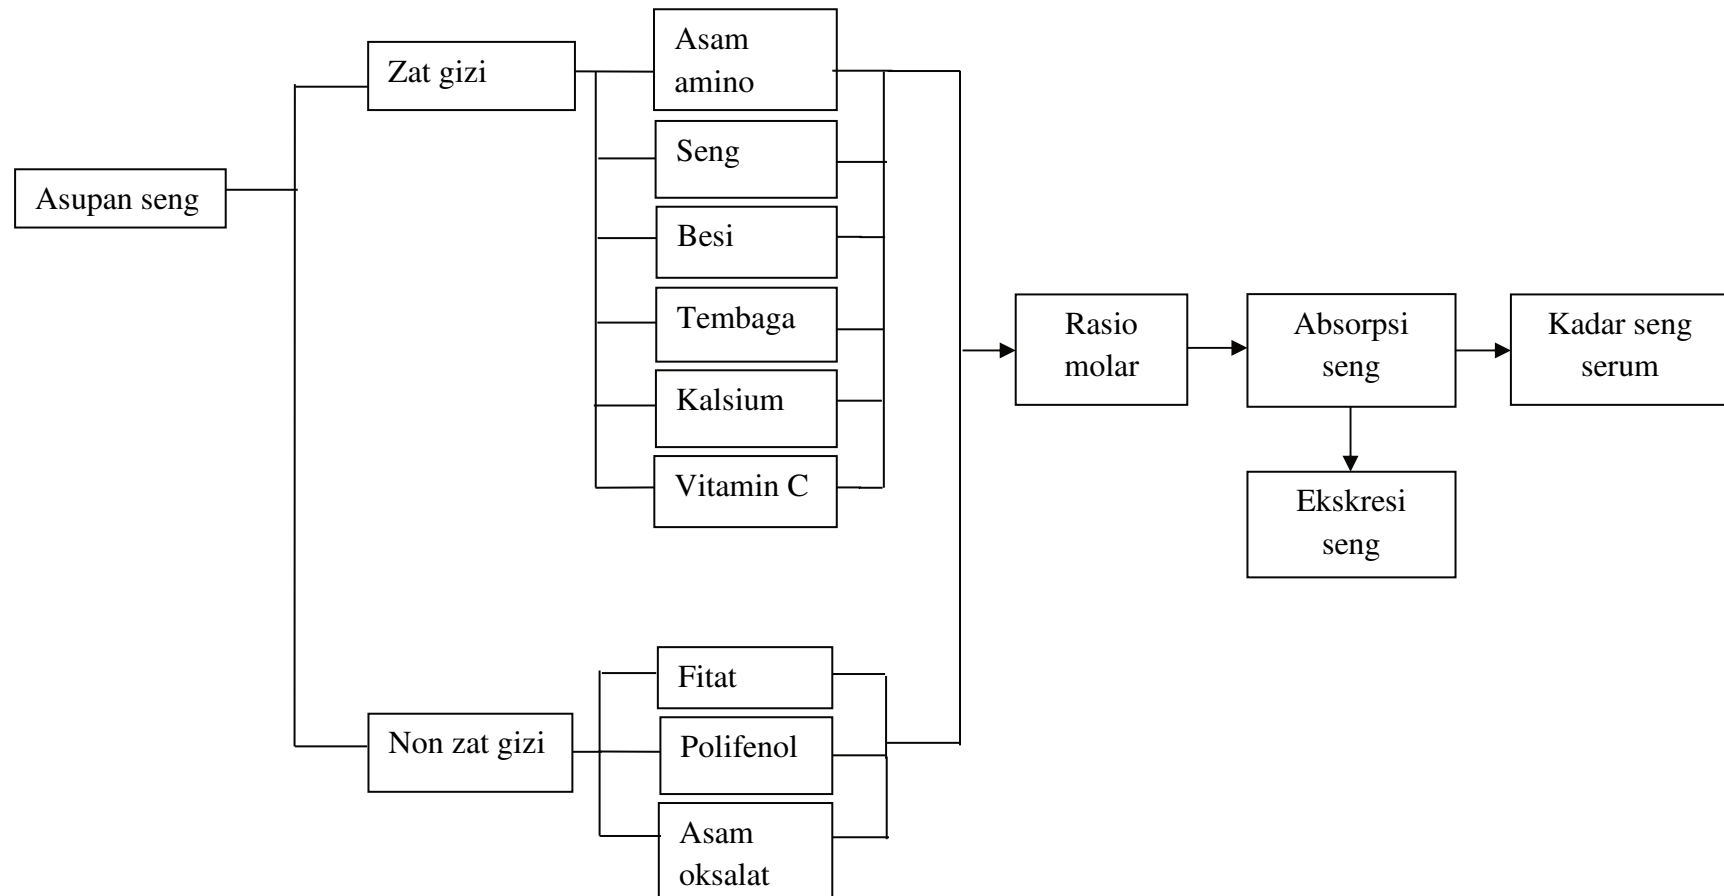 Asupan seng
Zat gizi
Asam
amino
Seng
Besi
Tembaga
Kalsium
Vitamin C
Non zat gizi
Fitat
Polifenol
Asam
oksalat
Rasio
molar
Absorpsi
seng
Ekskresi
seng
Kadar seng
serum